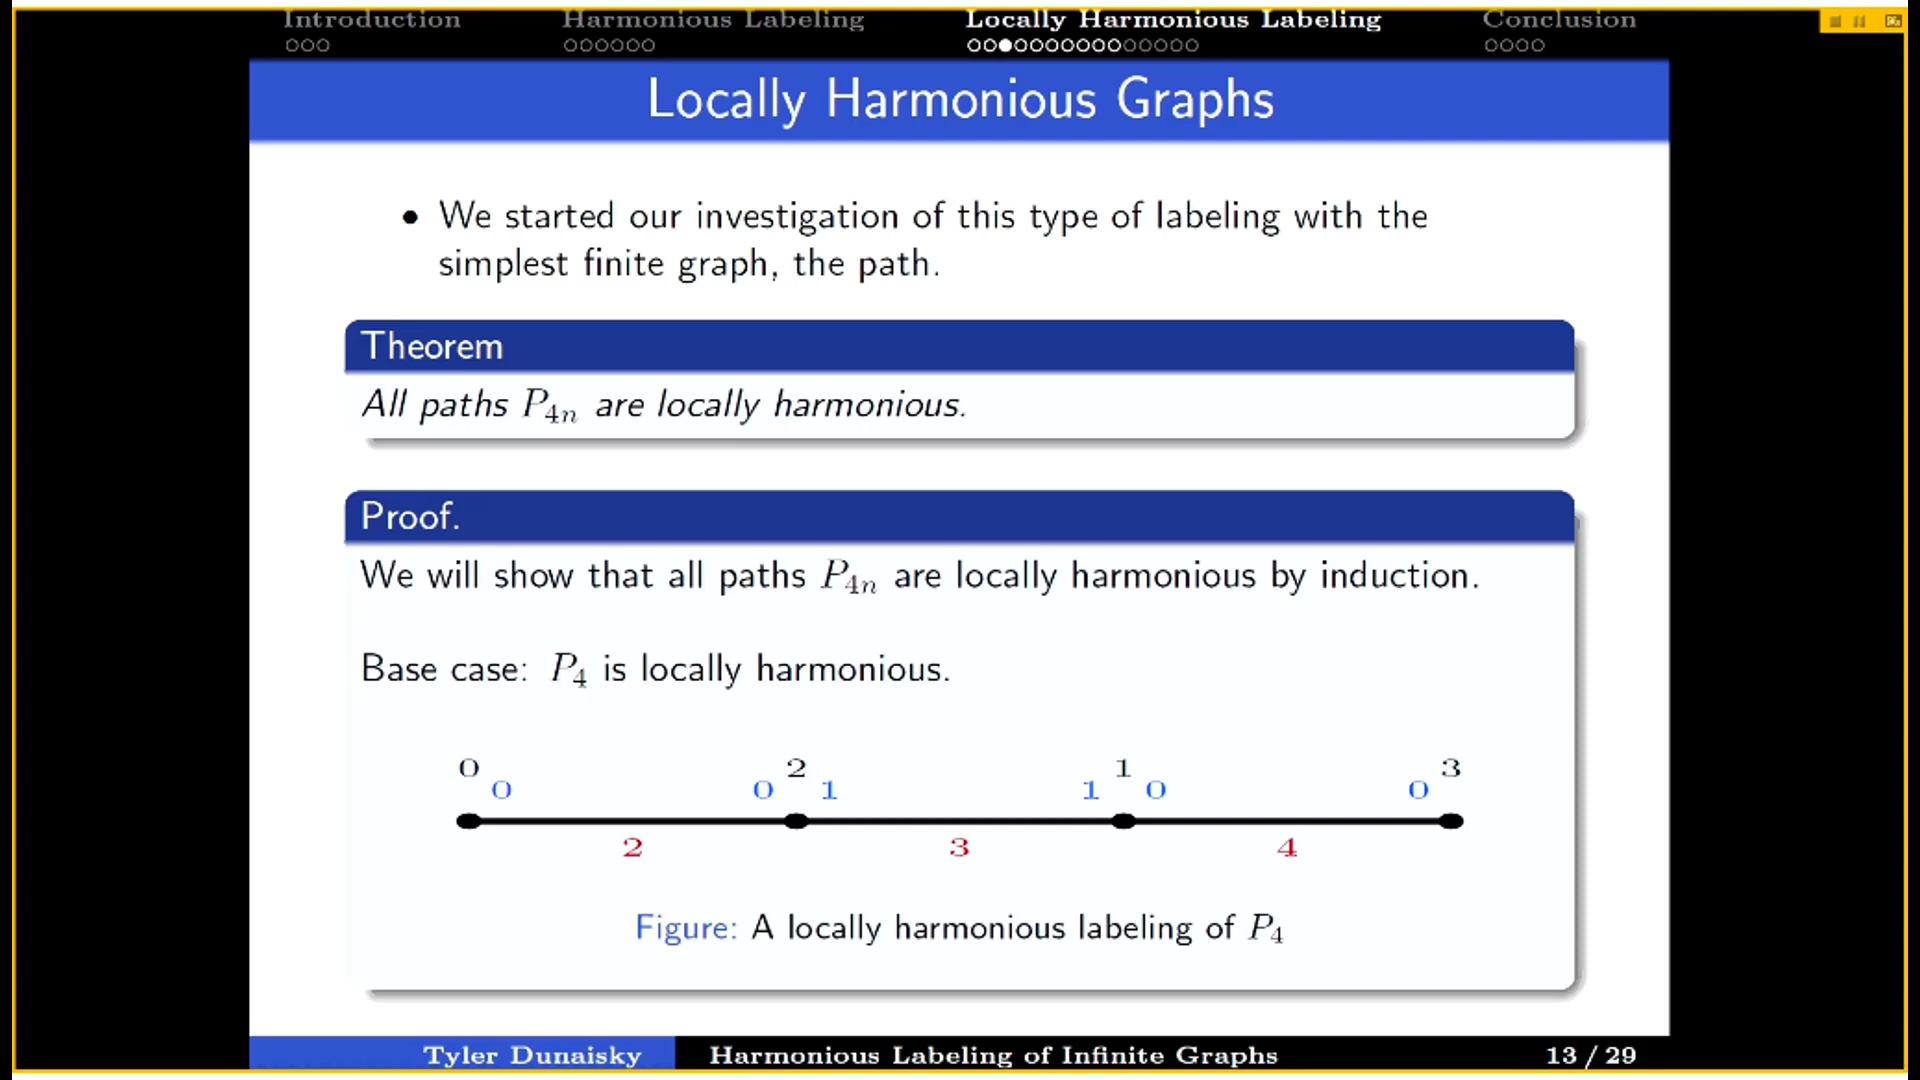 Introduction Harmonious Labeling Locally Harmonious Labeling Conclusion
Locally Harmonious Graphs
• We started our investigation of this type of labeling with the
simplest finite graph, the path.
Theorem
All paths P₄ₙ are locally harmonious.
Proof.
We will show that all paths P₄ₙ are locally harmonious by induction.
Base case: P₄ is locally harmonious.
0 2 1 3
0 0 1 1 0 0
2 3 4
Figure: A locally harmonious labeling of P₄
Tyler Dunaisky Harmonious Labeling of Infinite Graphs 13 / 29